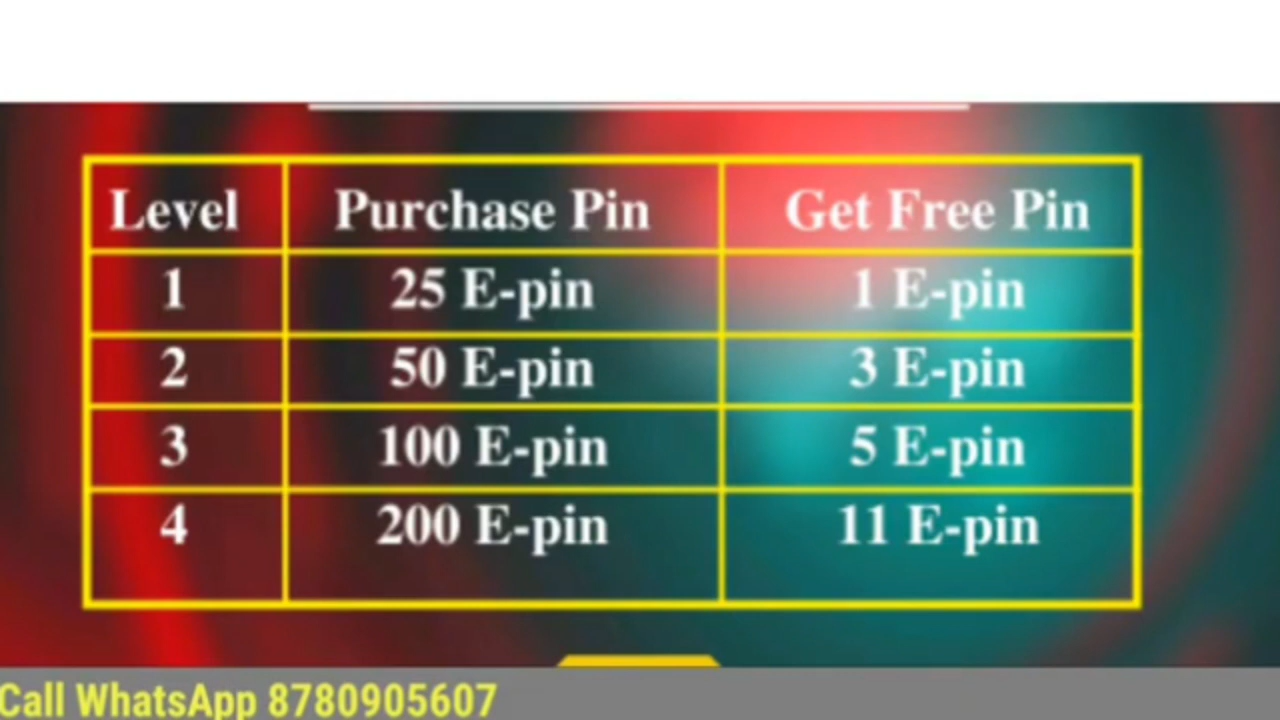 Level Purchase Pin Get Free Pin
1 25 E-pin 1 E-pin
2 50 E-pin 3 E-pin
3 100 E-pin 5 E-pin
4 200 E-pin 11 E-pin
Call WhatsApp 8780905607